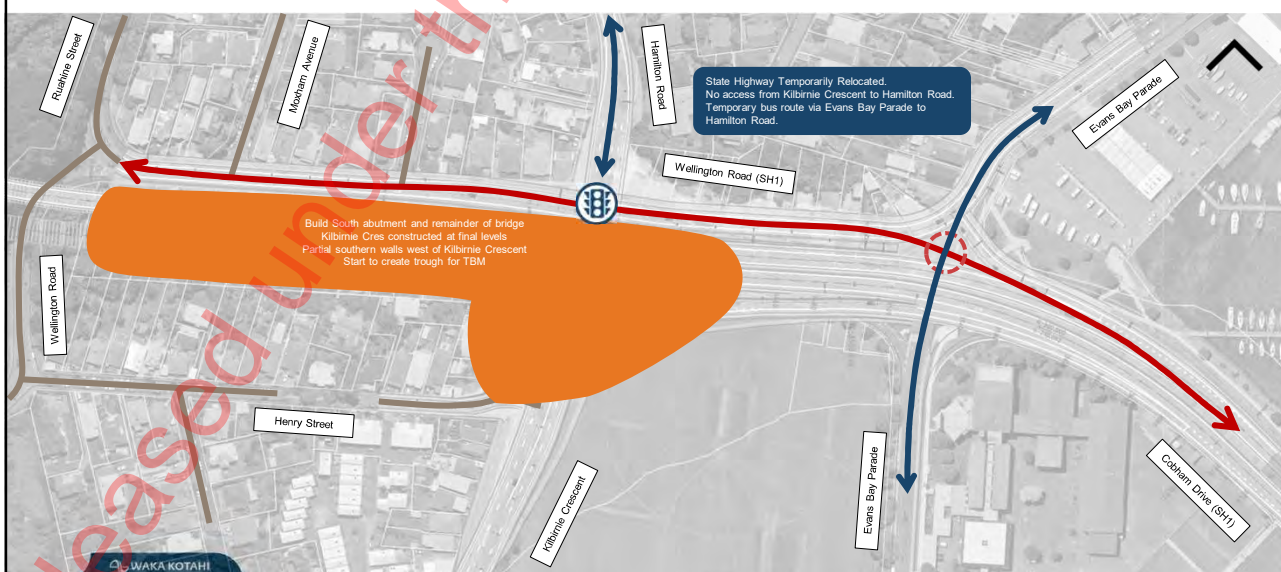 Ruahine Street
Moxham Avenue
Hamilton Road
State Highway Temporarily Relocated.
No access from Kilbirnie Crescent to Hamilton Road.
Temporary bus route via Evans Bay Parade to
Hamilton Road.
Evans Bay Parade
Wellington Road (SH1)
Build South abutment and remainder of bridge
Kilbirnie Cres constructed at final levels
Partial southern walls west of Kilbirnie Crescent
Start to create trough for TBM
Wellington Road
Henry Street
Kilbirnie Crescent
Evans Bay Parade
Cobham Drive (SH1)
WAKA KOTAHI
eased under th